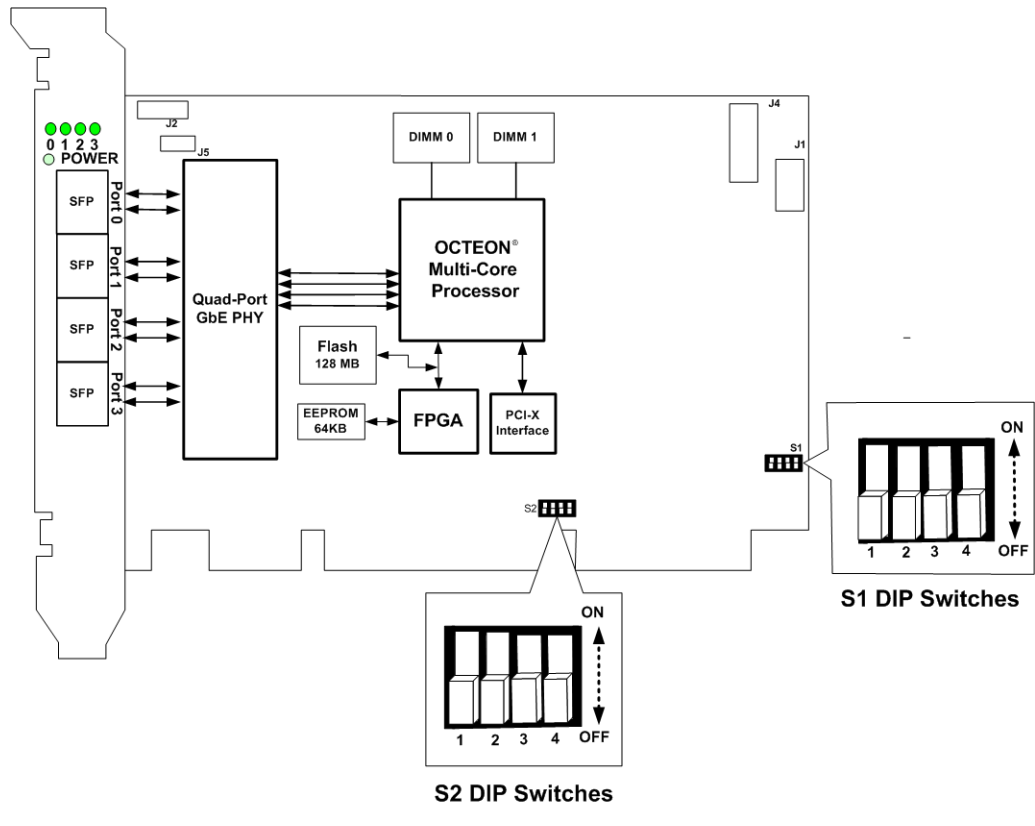 J2
J5
0 1 2 3
POWER
SFP
Port 0
SFP
Port 1
SFP
Port 2
SFP
Port 3
Quad-Port
GbE PHY
DIMM 0
DIMM 1
OCTEON®
Multi-Core
Processor
Flash
128 MB
EEPROM
64KB
FPGA
PCI-X
Interface
J4
J1
S1
S2
ON
1 2 3 4
OFF
S1 DIP Switches
ON
1 2 3 4
OFF
S2 DIP Switches